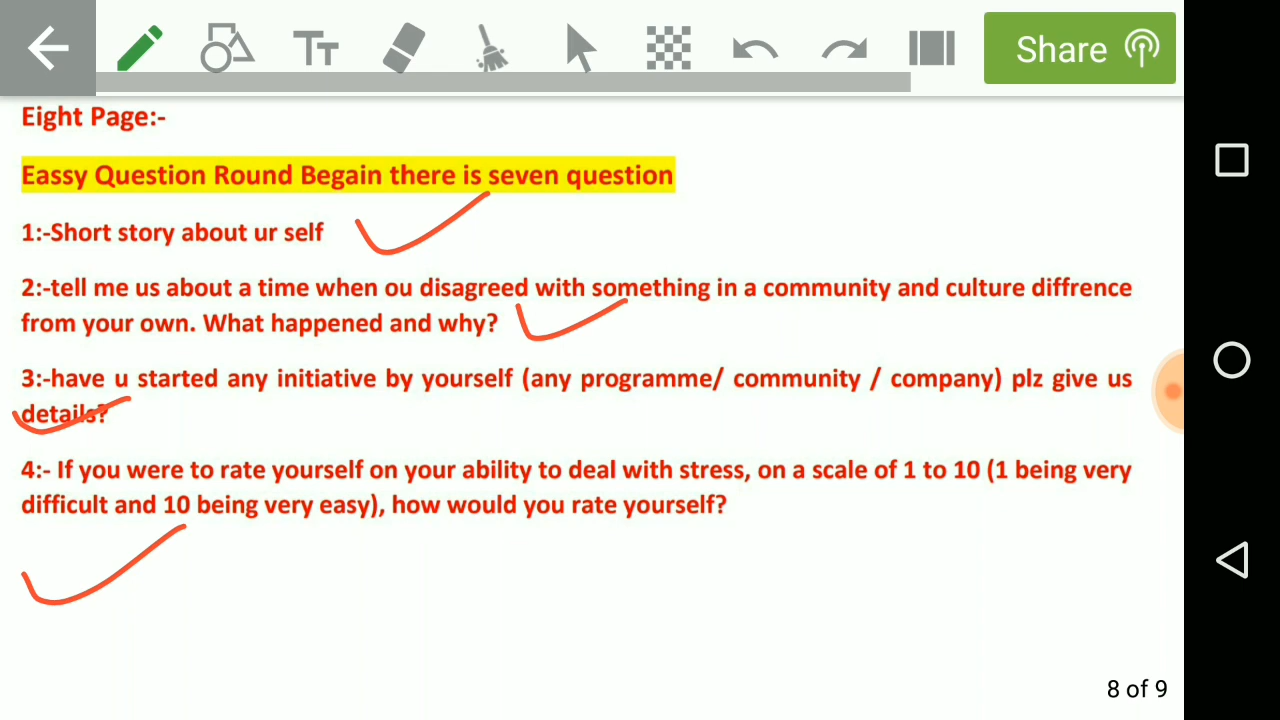 Share
Eight Page:-
Eassy Question Round Begain there is seven question
1:-Short story about ur self
2:-tell me us about a time when ou disagreed with something in a community and culture diffrence
from your own. What happened and why?
3:-have u started any initiative by yourself (any programme/ community / company) plz give us
details?
4:- If you were to rate yourself on your ability to deal with stress, on a scale of 1 to 10 (1 being very
difficult and 10 being very easy), how would you rate yourself?
8 of 9